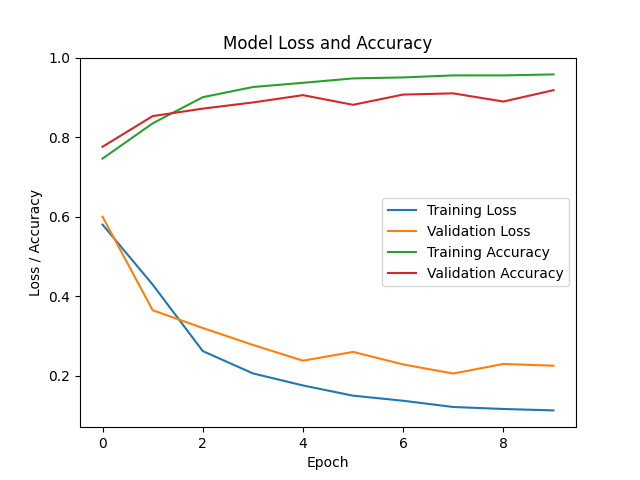 Model Loss and Accuracy
1.0
0.8
0.6
0.4
0.2
Loss / Accuracy
Training Loss
Validation Loss
Training Accuracy
Validation Accuracy
0 2 4 6 8
Epoch